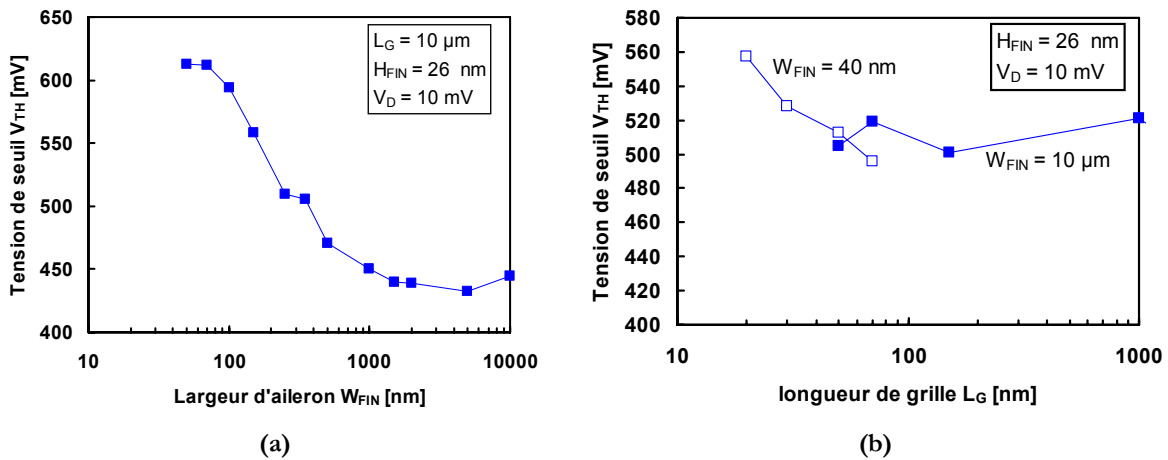 650
600
550
500
450
400
10
100
1000
10000
Tension de seuil VTH [mV]
Largeur d'aileron WFIN [nm]
LG = 10 µm
HFIN = 26 nm
VD = 10 mV
(a)
580
560
540
520
500
480
460
440
420
400
10
100
1000
Tension de seuil VTH [mV]
longueur de grille LG [nm]
HFIN = 26 nm
VD = 10 mV
WFIN = 40 nm
WFIN = 10 µm
(b)